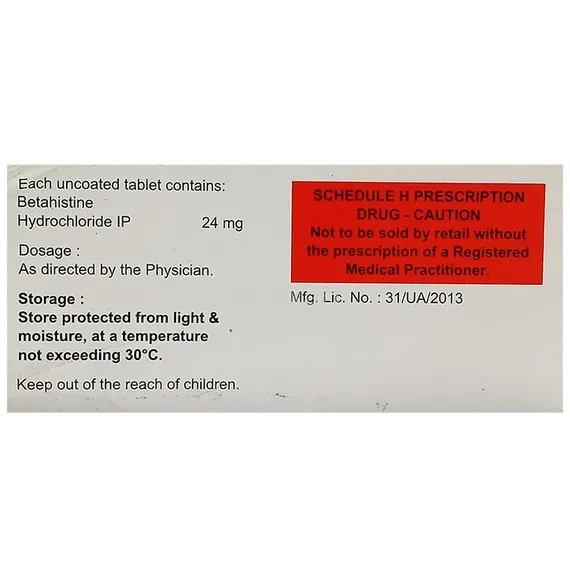 Each uncoated tablet contains:
Betahistine
Hydrochloride IP 24 mg
Dosage :
As directed by the Physician.
Storage :
Store protected from light &
moisture, at a temperature
not exceeding 30°C.
Keep out of the reach of children.
SCHEDULE H PRESCRIPTION
DRUG - CAUTION
Not to be sold by retail without
the prescription of a Registered
Medical Practitioner.
Mfg. Lic. No. : 31/UA/2013